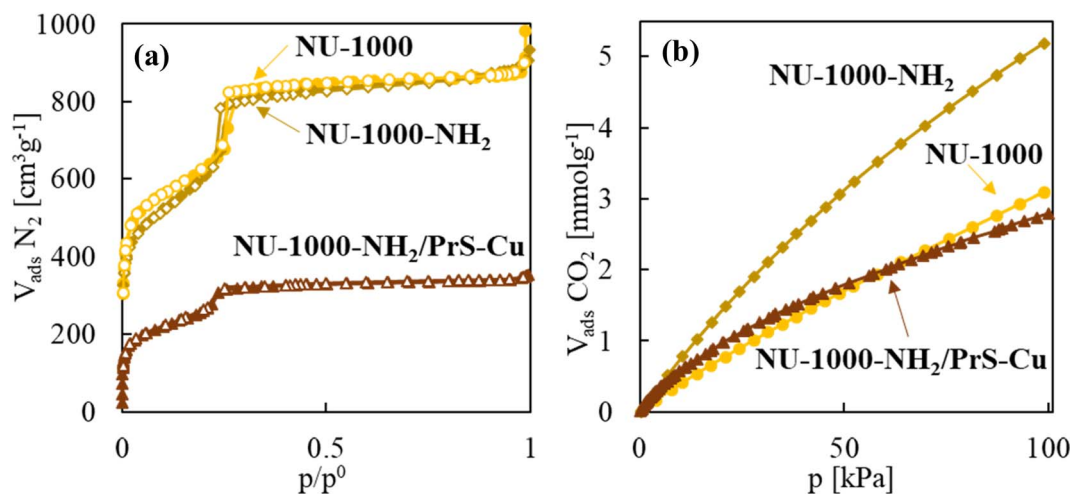 (a)
1000
800
600
400
200
0
V_ads N₂ [cm³g⁻¹]
NU-1000
NU-1000-NH₂
NU-1000-NH₂/PrS-Cu
0
0.5
1
p/p⁰
(b)
5
4
3
2
1
0
V_ads CO₂ [mmolg⁻¹]
NU-1000-NH₂
NU-1000
NU-1000-NH₂/PrS-Cu
0
50
100
p [kPa]